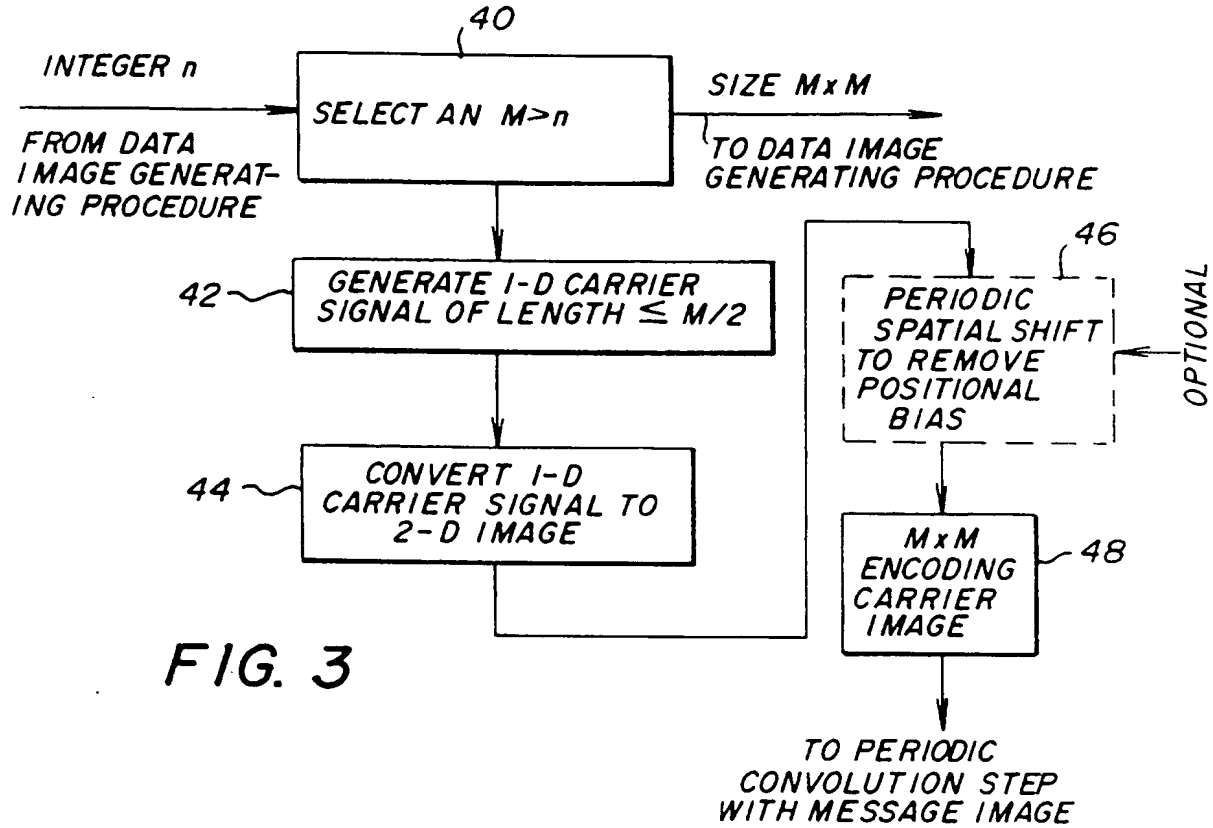 40
INTEGER n
FROM DATA
IMAGE GENERAT-
ING PROCEDURE
SELECT AN M>n
SIZE MxM
TO DATA IMAGE
GENERATING PROCEDURE
42
GENERATE 1-D CARRIER
SIGNAL OF LENGTH ≤ M/2
44
CONVERT 1-D
CARRIER SIGNAL TO
2-D IMAGE
46
PERIODIC
SPATIAL SHIFT
TO REMOVE
POSITIONAL
BIAS
OPTIONAL
MxM
ENCODING
CARRIER
IMAGE
48
TO PERIODIC
CONVOLUTION STEP
WITH MESSAGE IMAGE
FIG. 3